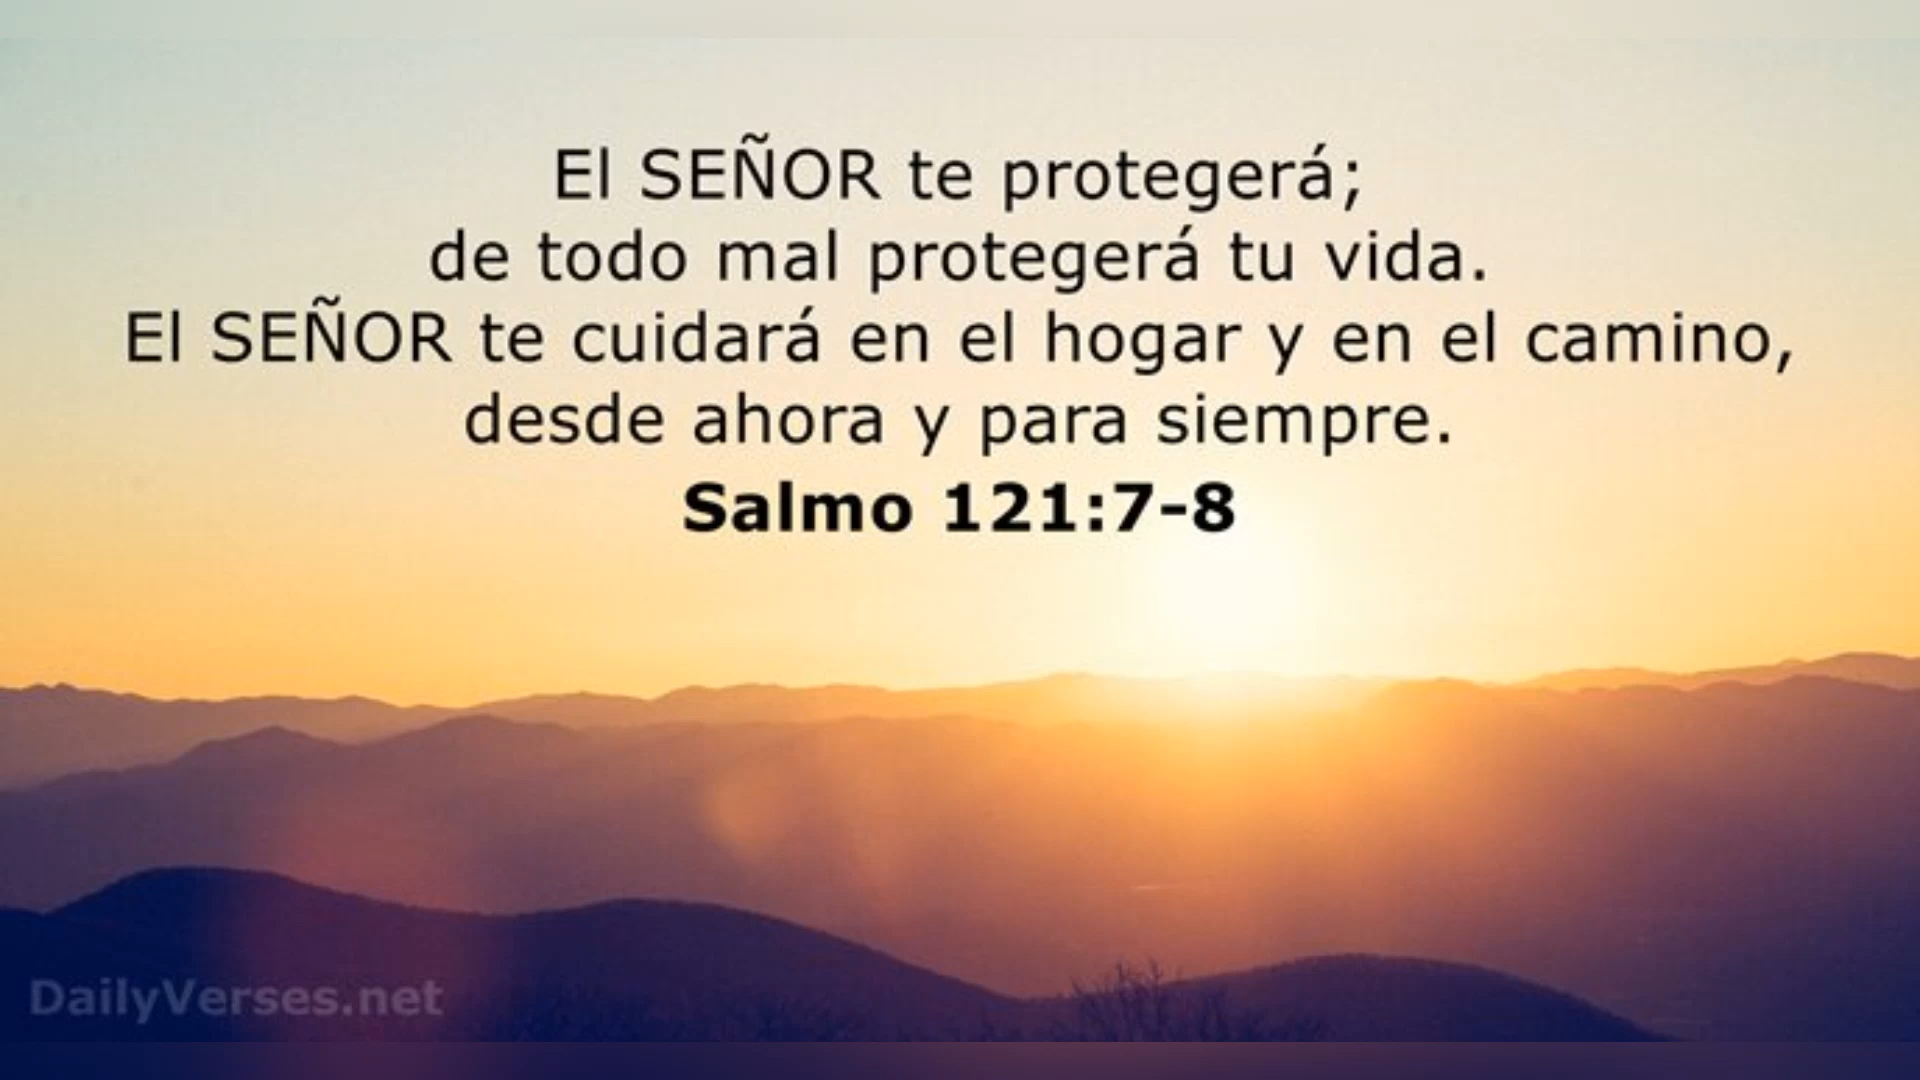 El SEÑOR te protegerá;
de todo mal protegerá tu vida.
El SEÑOR te cuidará en el hogar y en el camino,
desde ahora y para siempre.
Salmo 121:7-8
DailyVerses.net